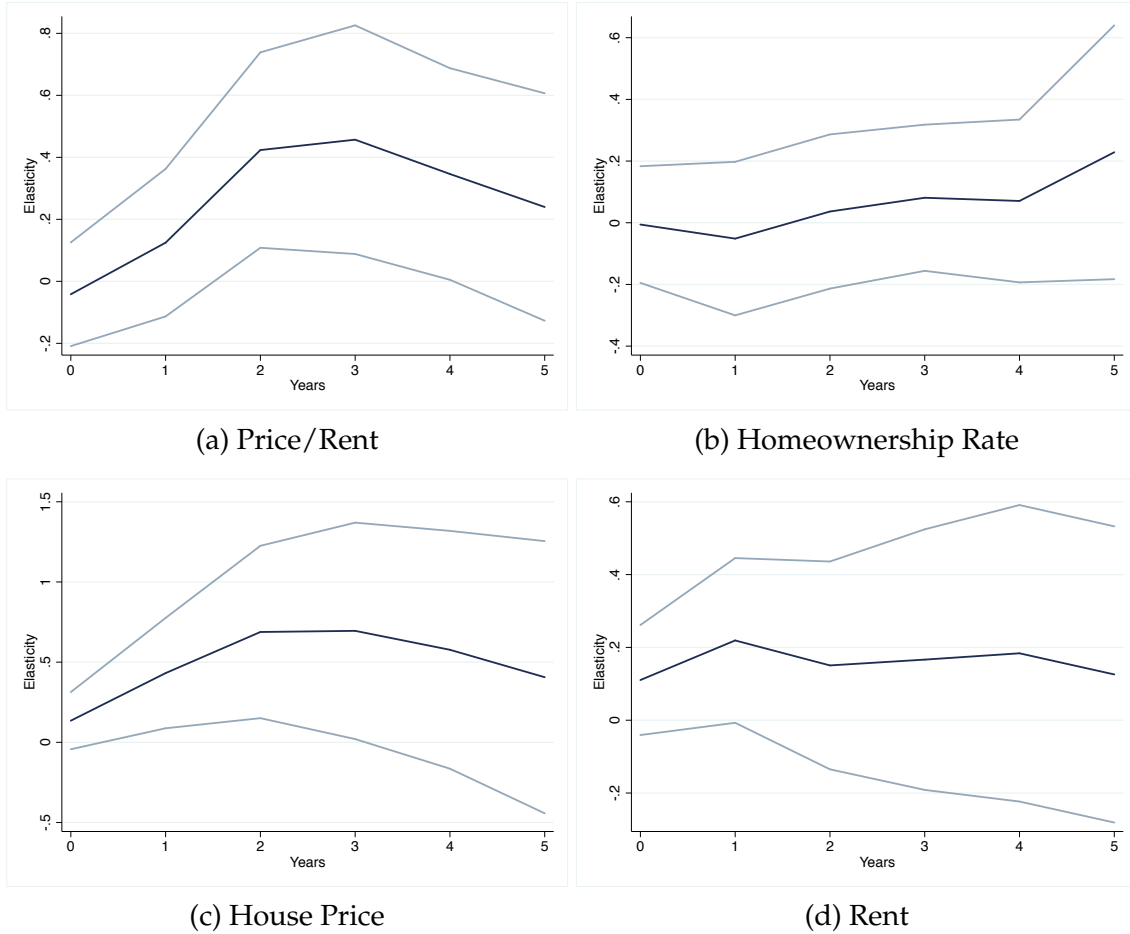 Elasticity
-.2 0 .2 .4 .6 .8
0 1 2 3 4 5
Years
(a) Price/Rent
Elasticity
-.4 -.2 0 .2 .4 .6
0 1 2 3 4 5
Years
(b) Homeownership Rate
Elasticity
-.5 0 .5 1 1.5
0 1 2 3 4 5
Years
(c) House Price
Elasticity
-.2 0 .2 .4 .6
0 1 2 3 4 5
Years
(d) Rent